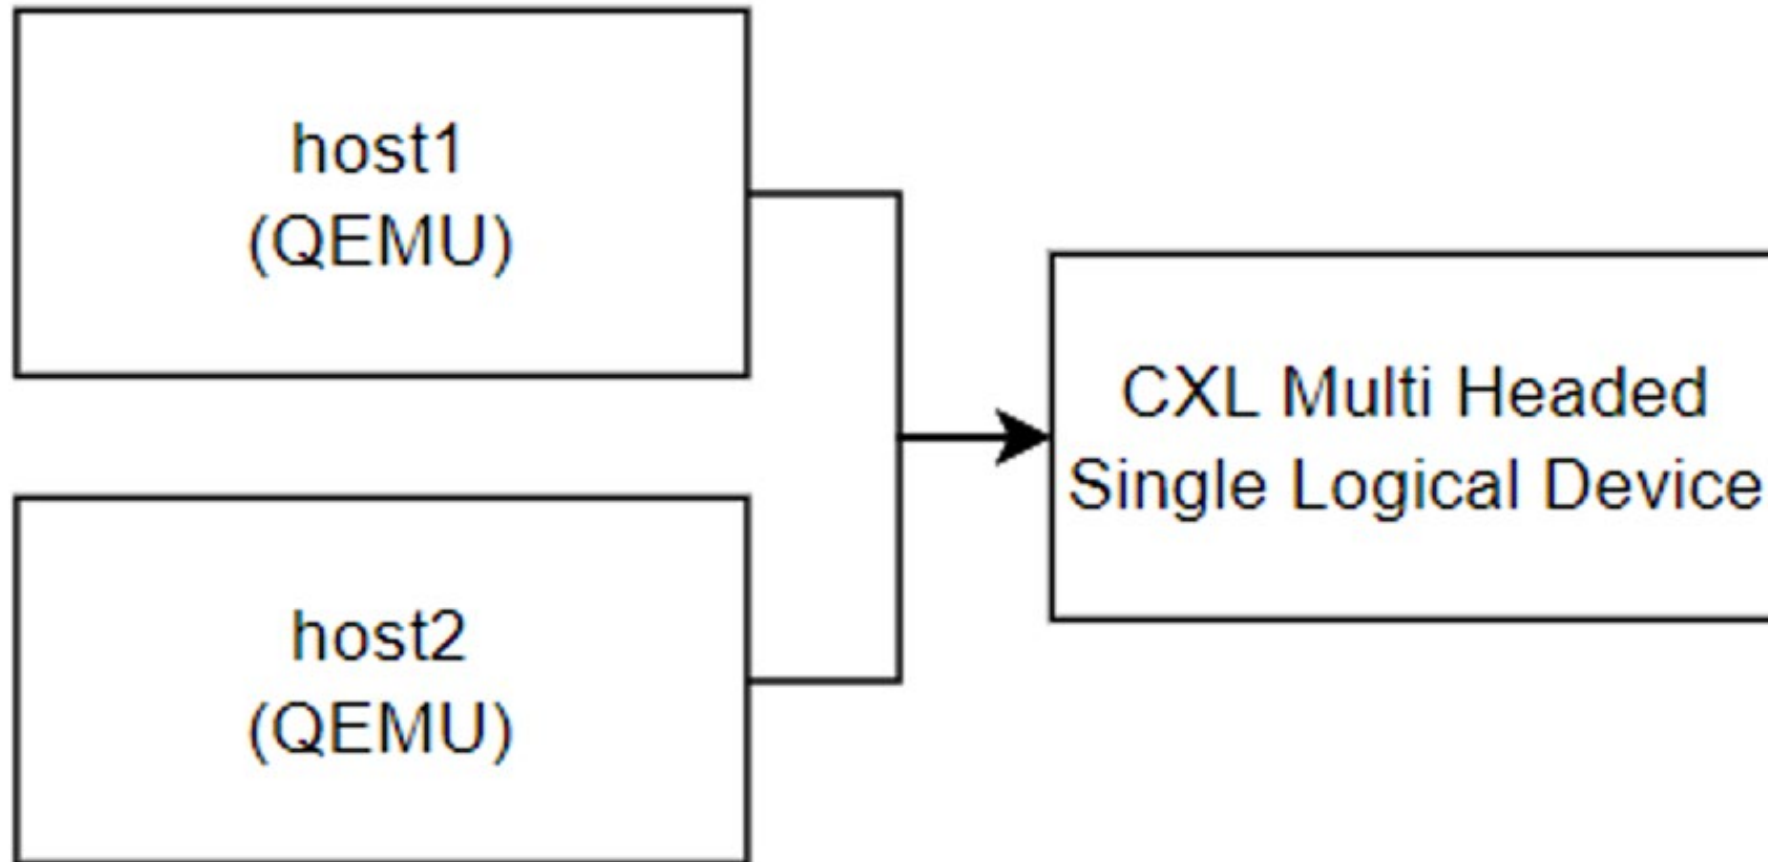 host1
(QEMU)
CXL Multi Headed
Single Logical Device
host2
(QEMU)